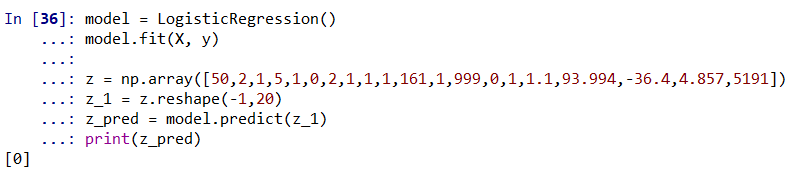 In [36]: model = LogisticRegression()
    ...: model.fit(X, y)
    ...:
    ...: z = np.array([50,2,1,5,1,0,2,1,1,1,161,1,999,0,1,1.1,93.994,-36.4,4.857,5191])
    ...: z_1 = z.reshape(-1,20)
    ...: z_pred = model.predict(z_1)
    ...: print(z_pred)
[0]